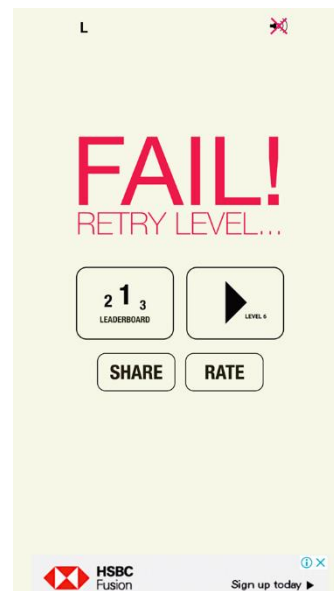 L
FAIL!
RETRY LEVEL...
2 1 3
LEADERBOARD
LEVEL 6
SHARE
RATE
HSBC
Fusion
Sign up today